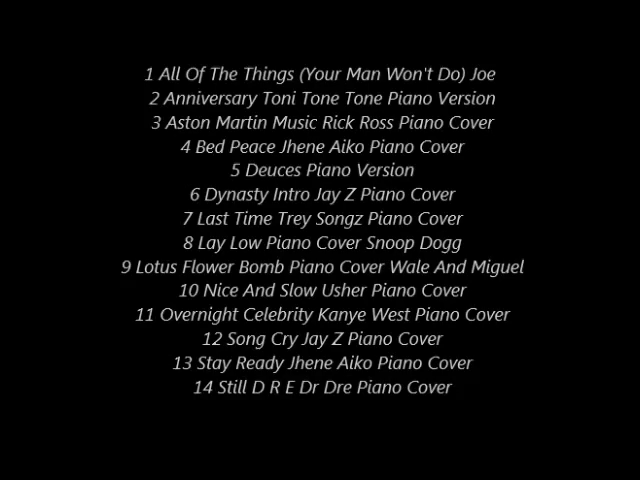 1 All Of The Things (Your Man Won't Do) Joe
2 Anniversary Toni Tone Tone Piano Version
3 Aston Martin Music Rick Ross Piano Cover
4 Bed Peace Jhene Aiko Piano Cover
5 Deuces Piano Version
6 Dynasty Intro Jay Z Piano Cover
7 Last Time Trey Songz Piano Cover
8 Lay Low Piano Cover Snoop Dogg
9 Lotus Flower Bomb Piano Cover Wale And Miguel
10 Nice And Slow Usher Piano Cover
11 Overnight Celebrity Kanye West Piano Cover
12 Song Cry Jay Z Piano Cover
13 Stay Ready Jhene Aiko Piano Cover
14 Still D R E Dr Dre Piano Cover